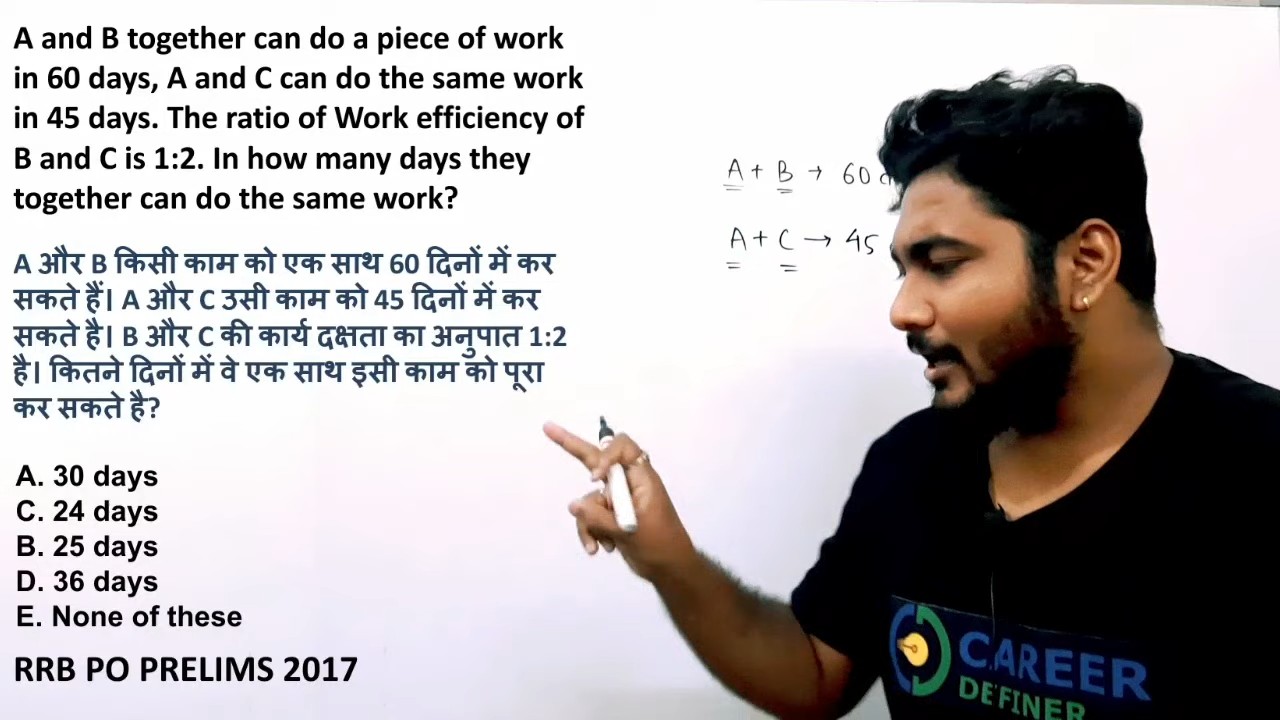 A and B together can do a piece of work
in 60 days, A and C can do the same work
in 45 days. The ratio of Work efficiency of
B and C is 1:2. In how many days they
together can do the same work?
A और B किसी काम को एक साथ 60 दिनों में कर
सकते हैं। A और C उसी काम को 45 दिनों में कर
सकते है। B और C की कार्य दक्षता का अनुपात 1:2
है। कितने दिनों में वे एक साथ इसी काम को पूरा
कर सकते है?
A. 30 days
C. 24 days
B. 25 days
D. 36 days
E. None of these
RRB PO PRELIMS 2017
A + B → 60
A + C → 45
CAREER
DEFINER